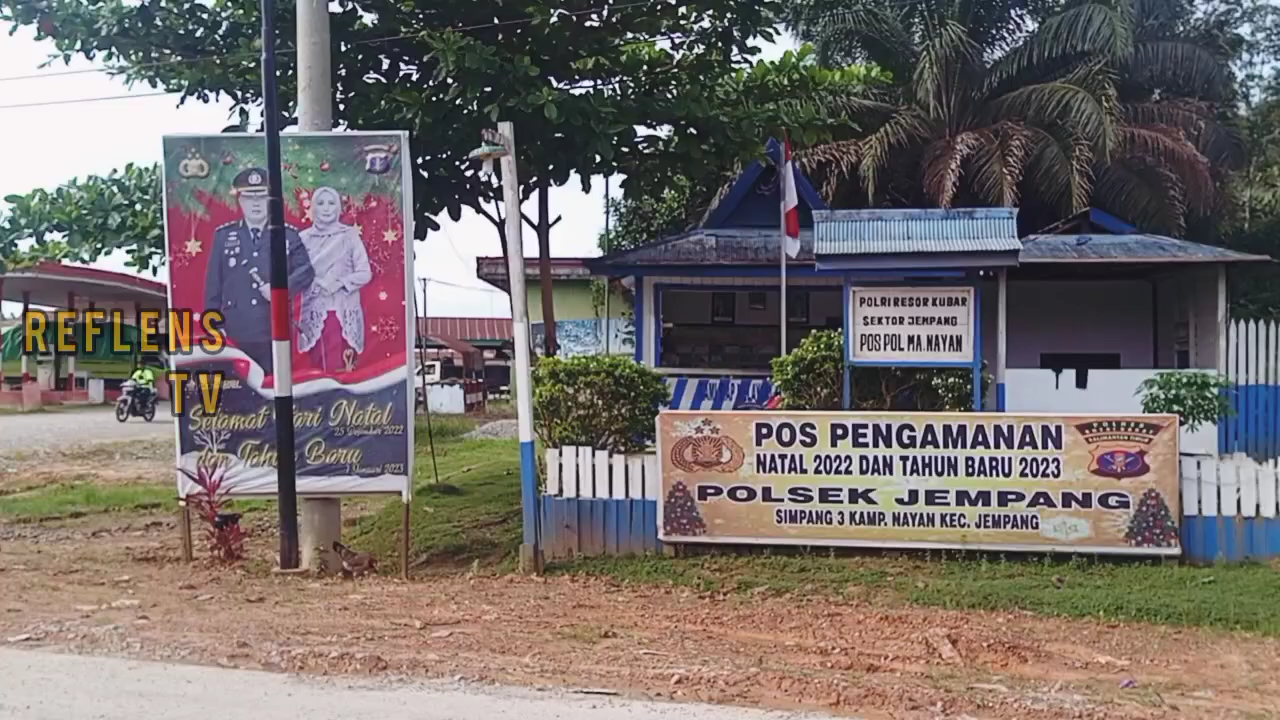 REFLENS
TV
Selamat Hari Natal
25 Desember 2022
dan Tahun Baru
1 Januari 2023
POLRI RESOR KUBAR
SEKTOR JEMPANG
POS POL MA. NAYAN
POS PENGAMANAN
NATAL 2022 DAN TAHUN BARU 2023
POLSEK JEMPANG
SIMPANG 3 KAMP. NAYAN KEC. JEMPANG
KALIMANTAN TIMUR